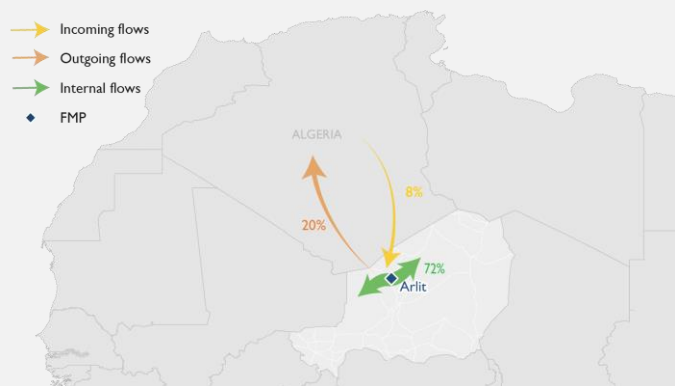 Incoming flows
Outgoing flows
Internal flows
FMP
ALGERIA
8%
20%
72%
Arlit